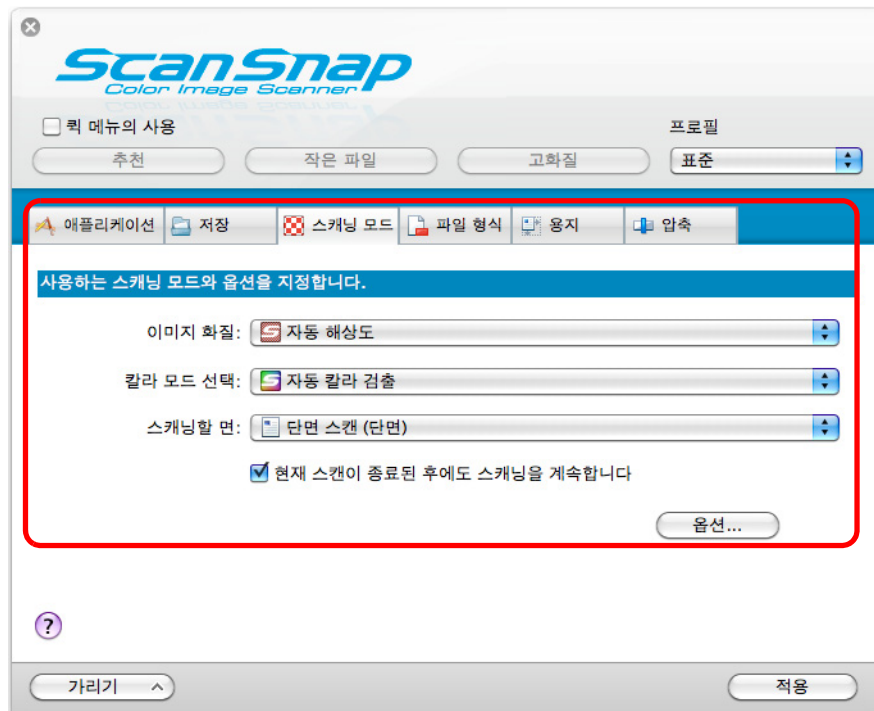 ScanSnap
Color Image Scanner
퀵 메뉴의 사용
프로필
추천
작은 파일
고화질
표준
애플리케이션
저장
스캐닝 모드
파일 형식
용지
압축
사용하는 스캐닝 모드와 옵션을 지정합니다.
이미지 화질: 자동 해상도
칼라 모드 선택: 자동 칼라 검출
스캐닝할 면: 단면 스캔 (단면)
현재 스캔이 종료된 후에도 스캐닝을 계속합니다
옵션...
?
가리기
적용